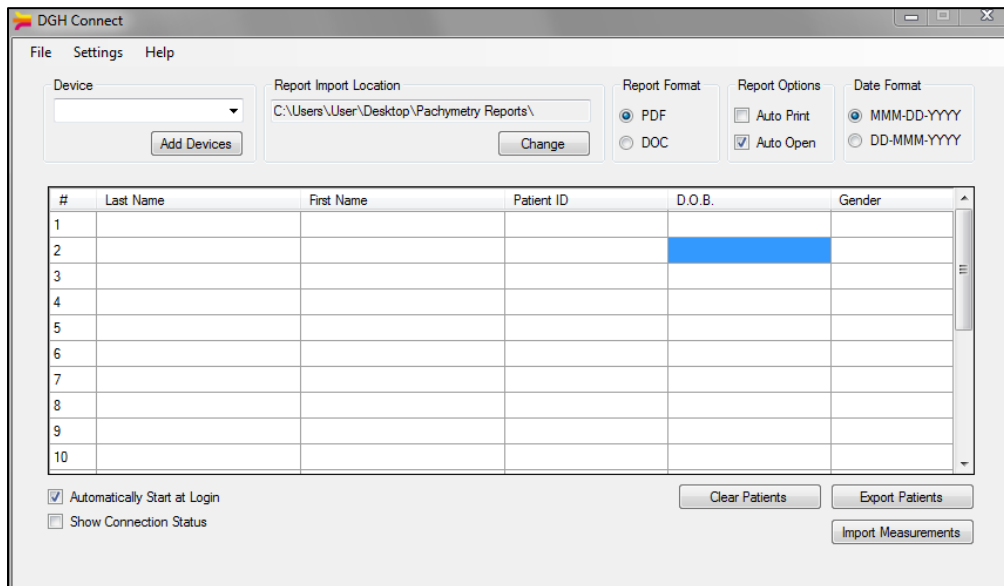 DGH Connect
File Settings Help
Device
Add Devices
Report Import Location
C:\Users\User\Desktop\Pachymetry Reports\
Change
Report Format
PDF
DOC
Report Options
Auto Print
Auto Open
Date Format
MMM-DD-YYYY
DD-MMM-YYYY
# Last Name First Name Patient ID D.O.B. Gender
1
2
3
4
5
6
7
8
9
10
Automatically Start at Login
Show Connection Status
Clear Patients
Export Patients
Import Measurements